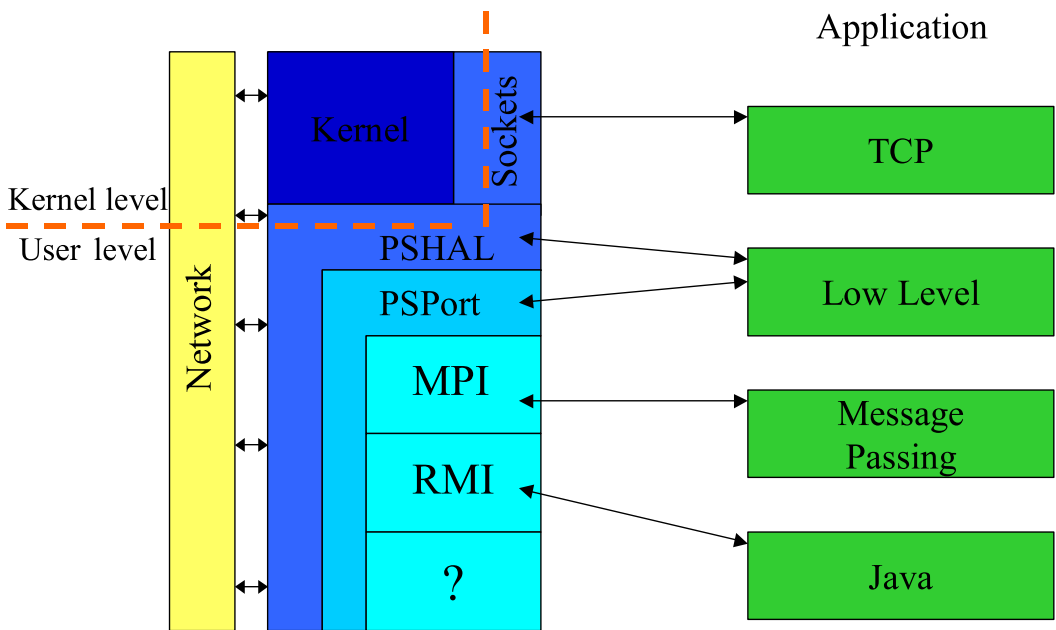 Application
Kernel
Sockets
TCP
Kernel level
User level
PSHAL
Network
PSPort
Low Level
MPI
Message
Passing
RMI
Java
?